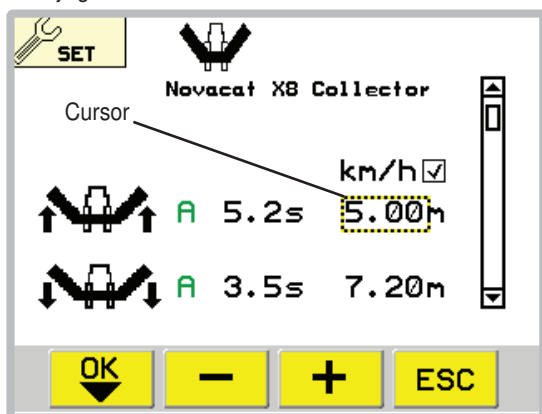 SET
Novacat X8 Collector
Cursor
km/h
A 5.2s 5.00m
A 3.5s 7.20m
OK - + ESC